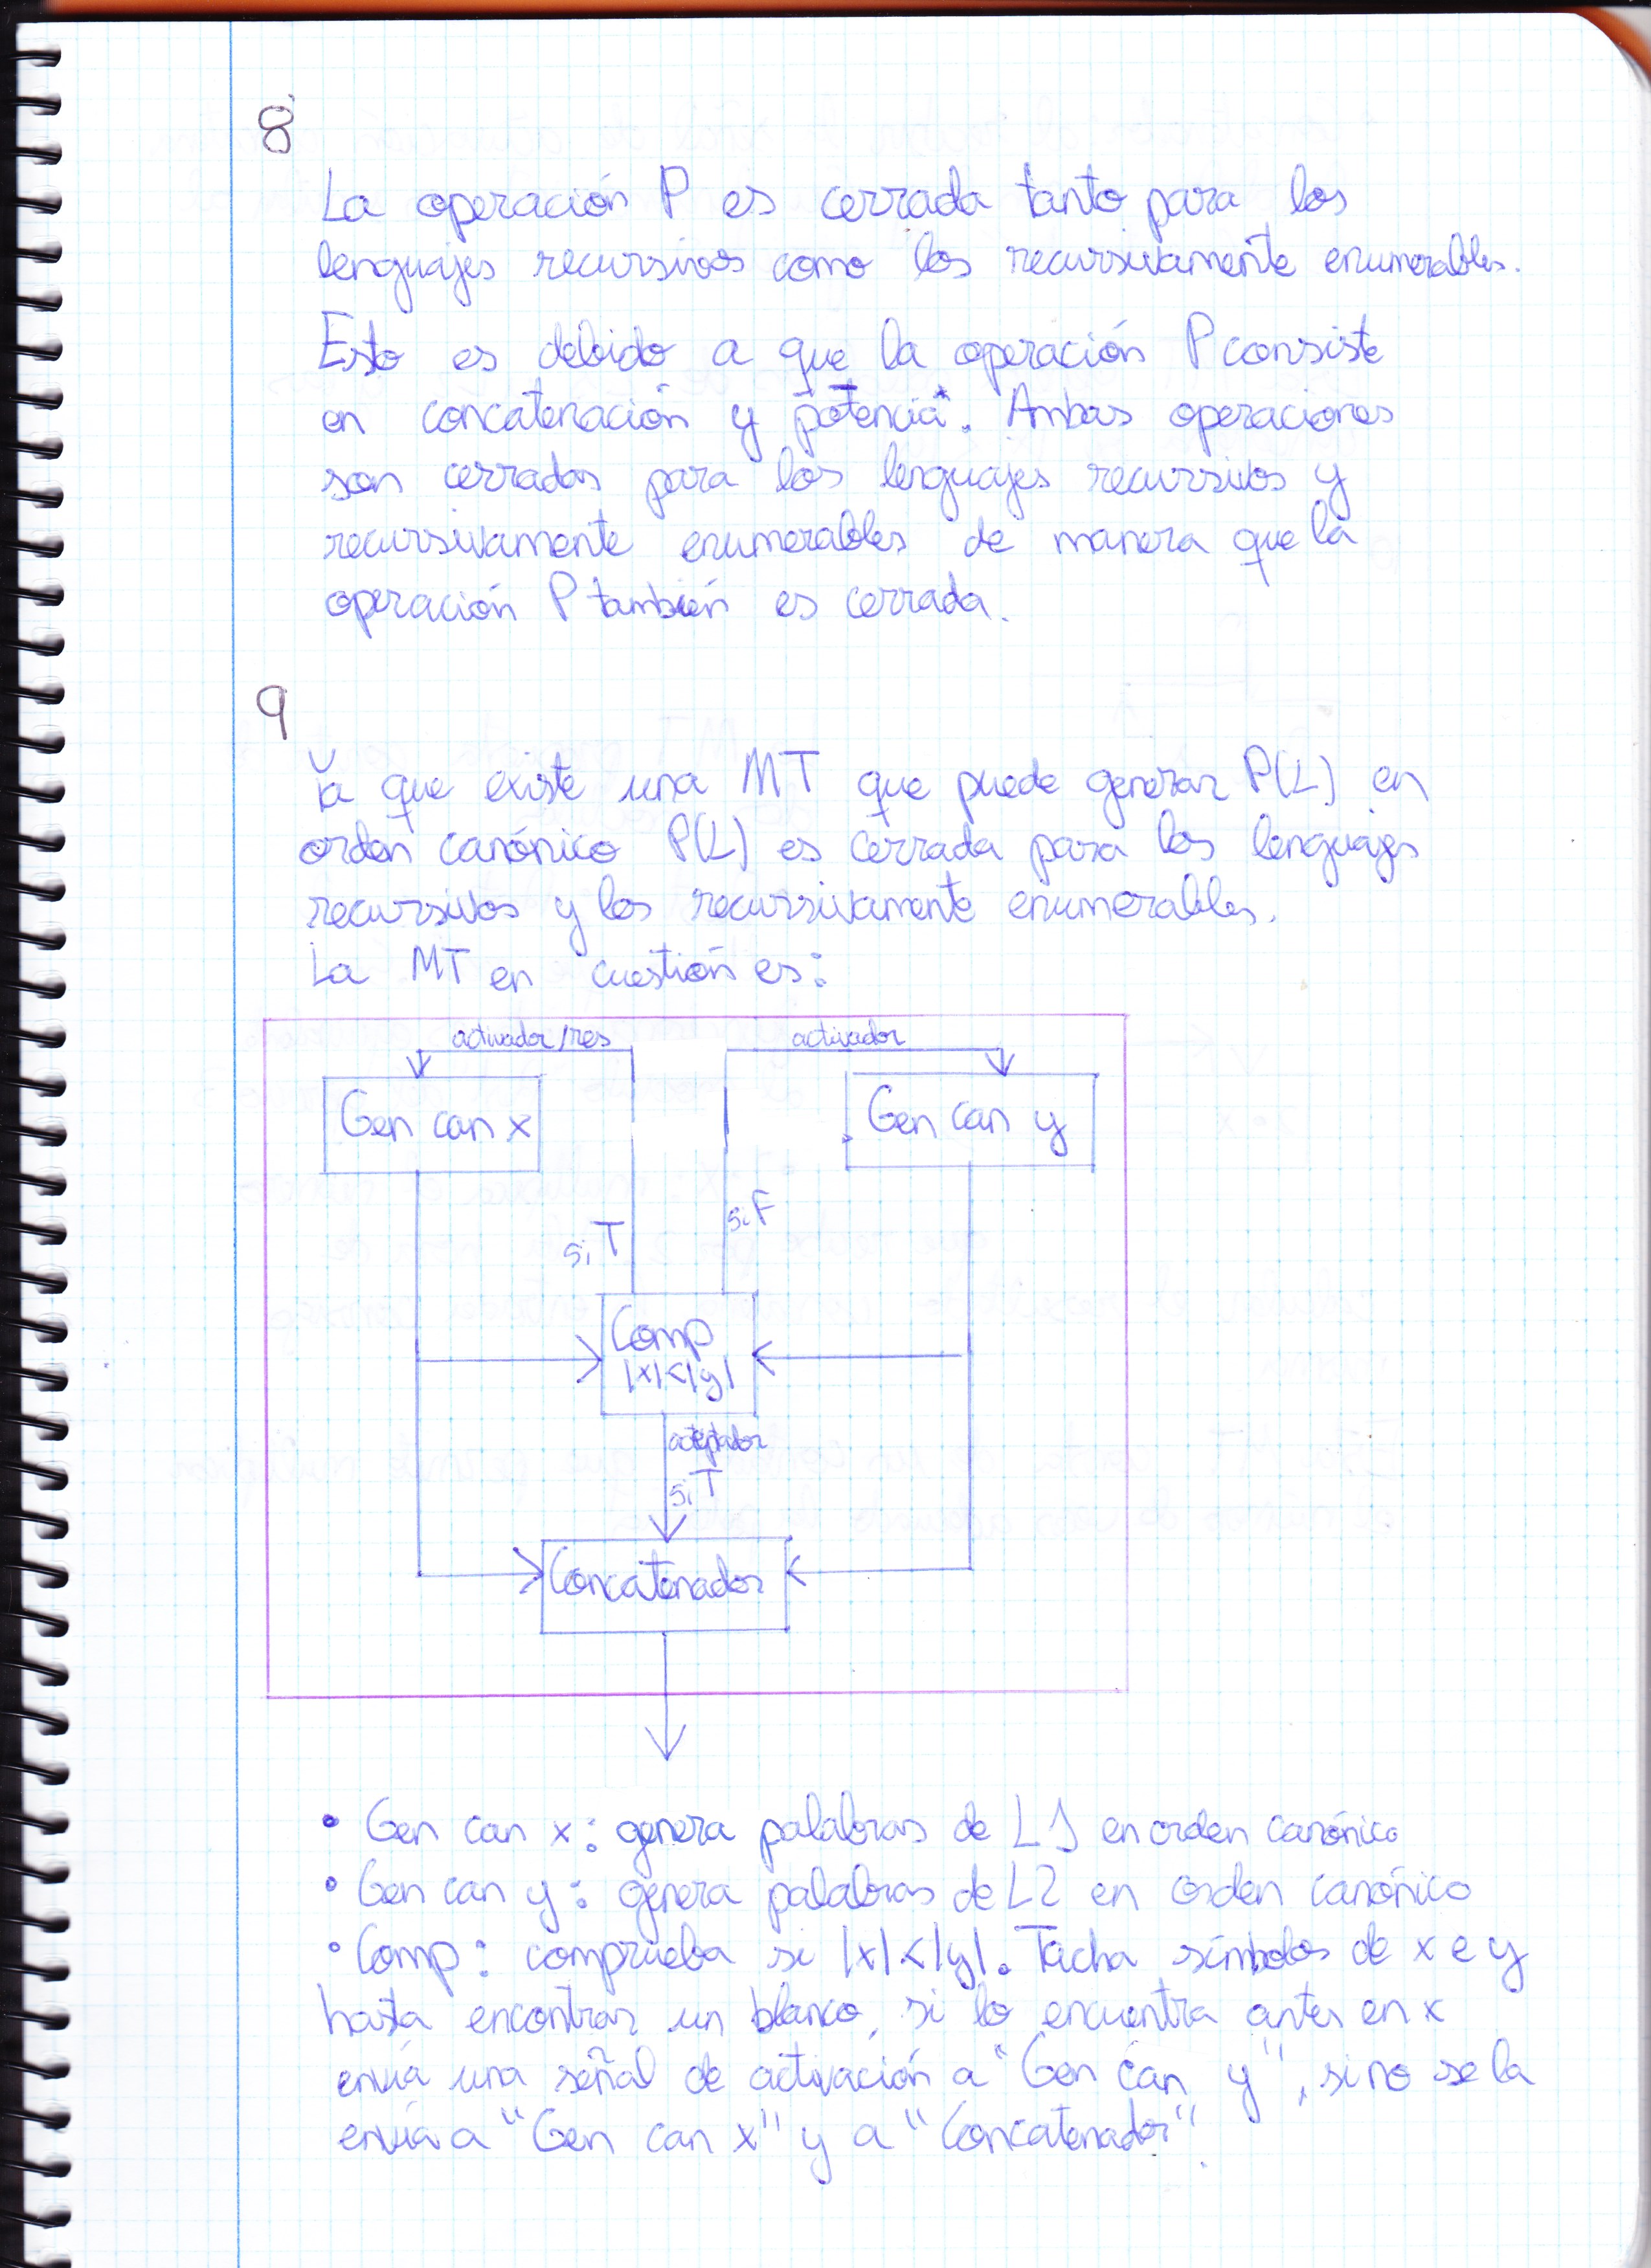 8
La operación P es cerrada tanto para los
lenguajes recursivos como los recursivamente enumerables.
Esto es debido a que la operación P consiste
en concatenación y "potencia". Ambas operaciones
son cerradas para los lenguajes recursivos y
recursivamente enumerables de manera que la
operación P también es cerrada.
9
Ya que existe una MT que puede generar P(L) en
orden canónico P(L) es cerrada para los lenguajes
recursivos y los recursivamente enumerables.
La MT en cuestión es:
activador/res activador
Gen can x Gen can y
si T si F
Comp
|x|<|y|
aceptador
si T
Concatenador
• Gen can x: genera palabras de L1 en orden canónico
• Gen can y: genera palabras de L2 en orden canónico
• Comp: comprueba si |x|<|y|. Tacha símbolos de x e y
hasta encontrar un blanco, si lo encuentra antes en x
envía una señal de activación a "Gen can y", si no se la
envía a "Gen can x" y a "Concatenador".